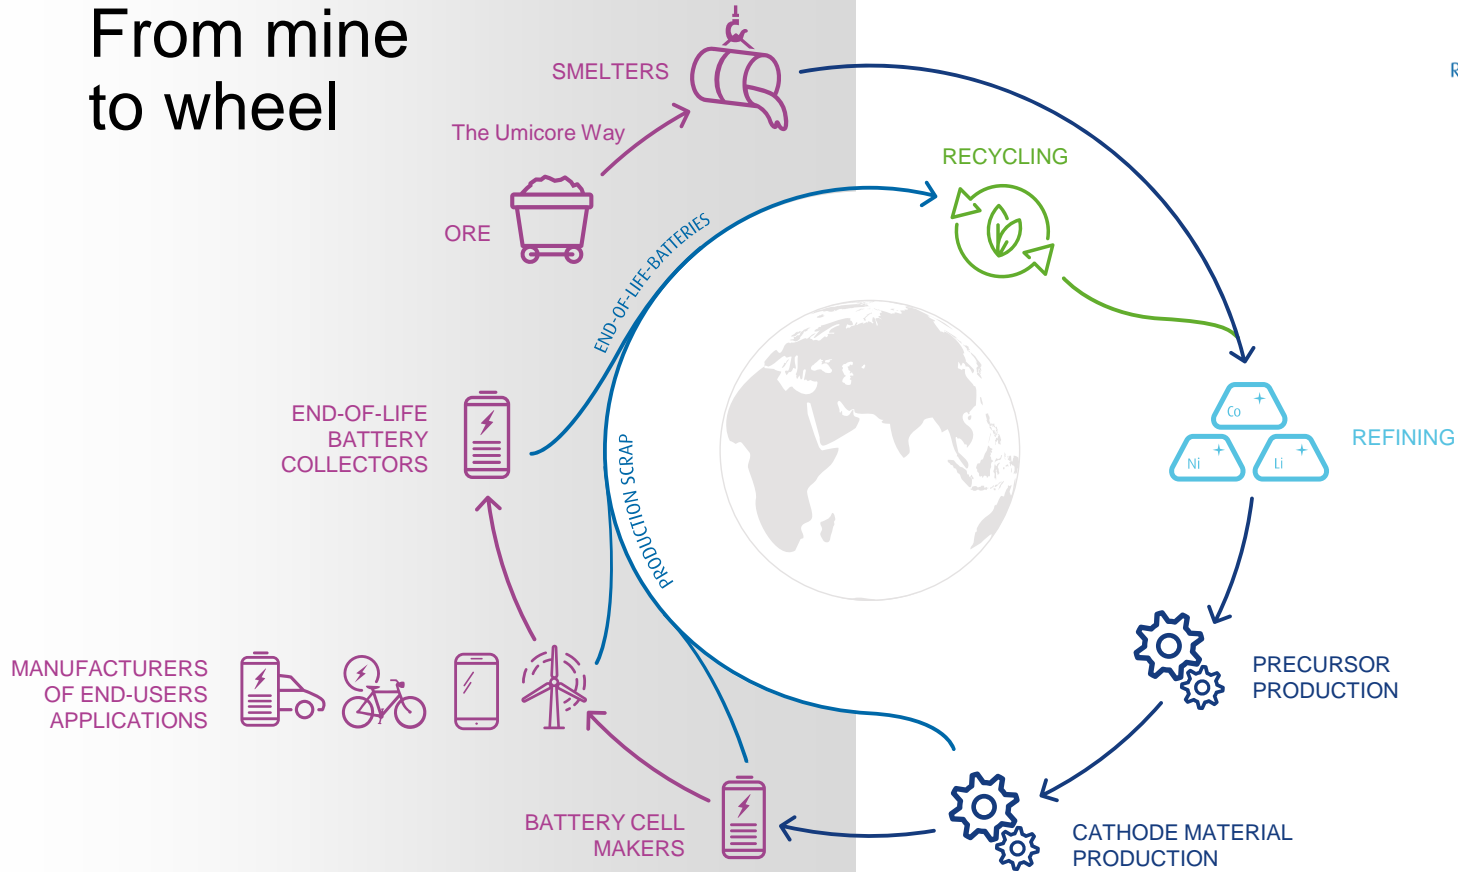 From mine
to wheel
SMELTERS
R
The Umicore Way
RECYCLING
ORE
END-OF-LIFE-BATTERIES
Co
Ni
Li
REFINING
END-OF-LIFE
BATTERY
COLLECTORS
PRODUCTION SCRAP
MANUFACTURERS
OF END-USERS
APPLICATIONS
PRECURSOR
PRODUCTION
BATTERY CELL
MAKERS
CATHODE MATERIAL
PRODUCTION